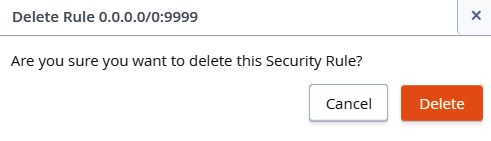 Delete Rule 0.0.0.0/0:9999
Are you sure you want to delete this Security Rule?
Cancel Delete